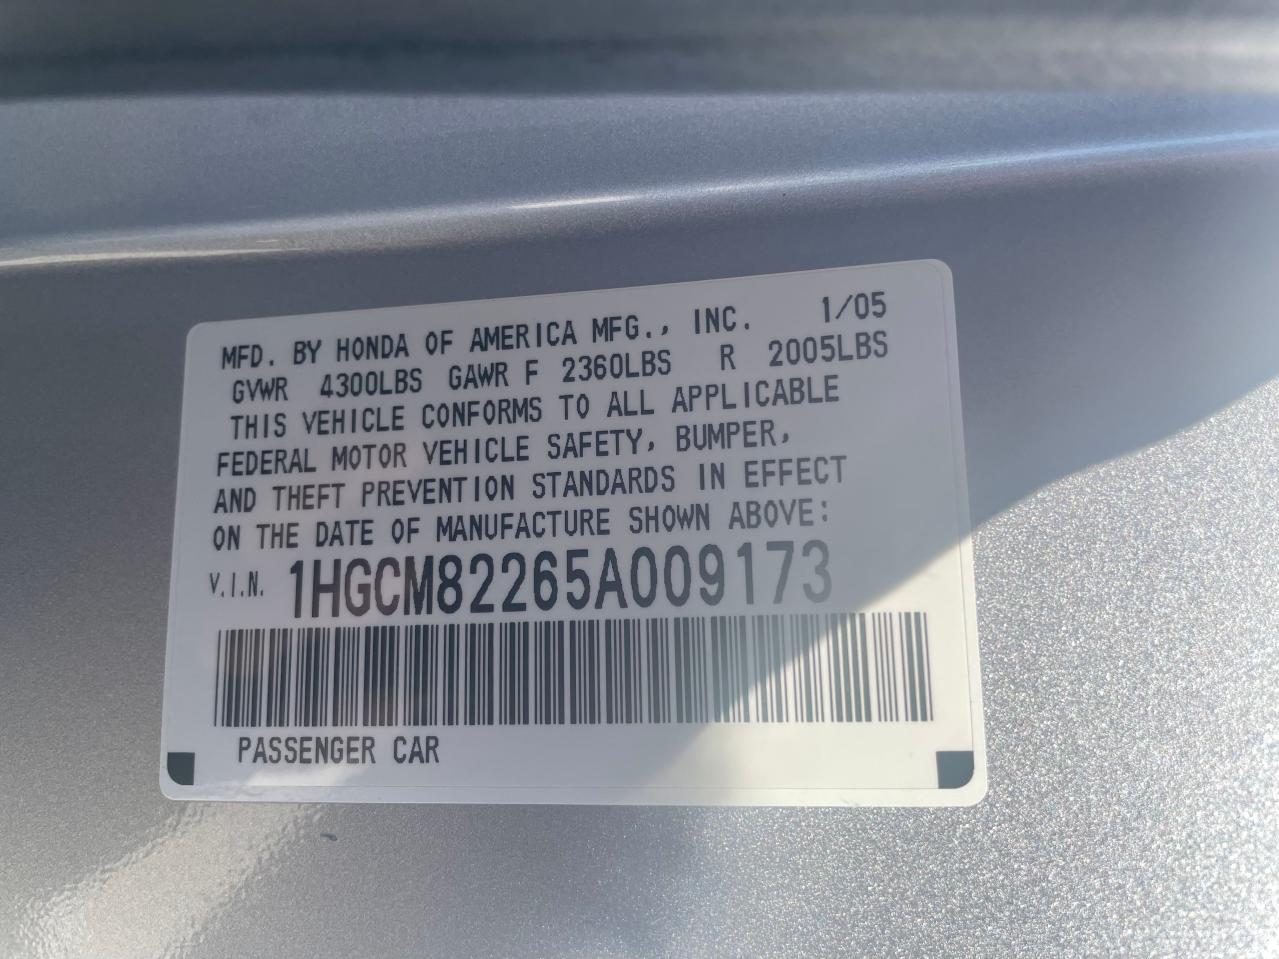 MFD. BY HONDA OF AMERICA MFG., INC. 1/05
GVWR 4300LBS GAWR F 2360LBS R 2005LBS
THIS VEHICLE CONFORMS TO ALL APPLICABLE
FEDERAL MOTOR VEHICLE SAFETY, BUMPER,
AND THEFT PREVENTION STANDARDS IN EFFECT
ON THE DATE OF MANUFACTURE SHOWN ABOVE:
V.I.N. 1HGCM82265A009173
PASSENGER CAR